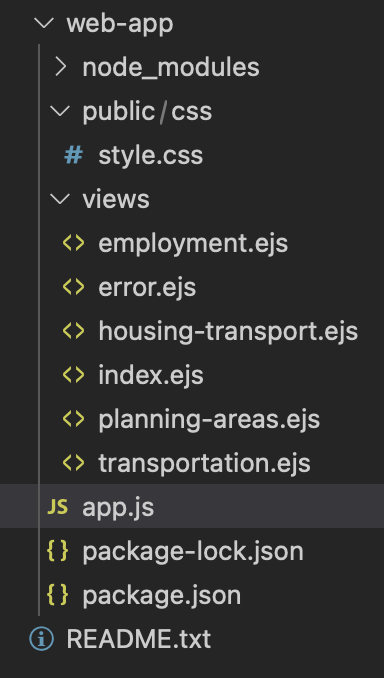 web-app
node_modules
public/css
# style.css
views
<> employment.ejs
<> error.ejs
<> housing-transport.ejs
<> index.ejs
<> planning-areas.ejs
<> transportation.ejs
JS app.js
{} package-lock.json
{} package.json
README.txt